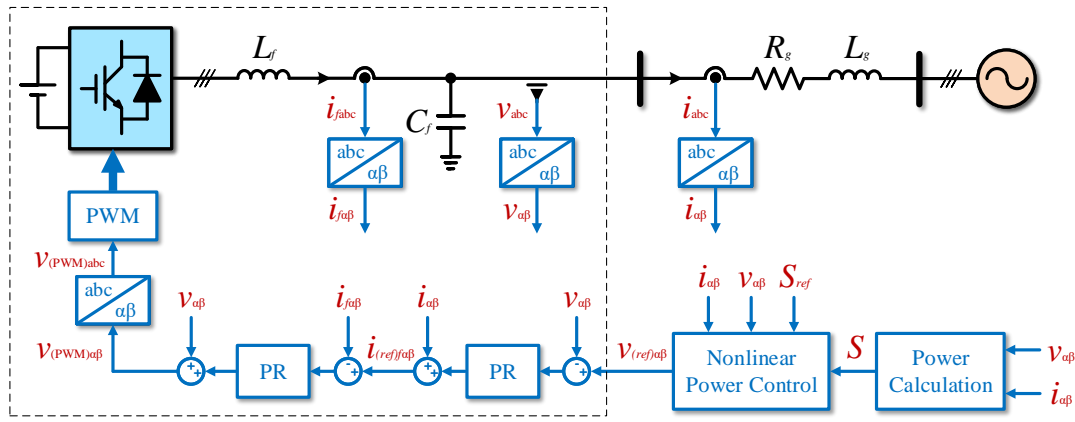 L_f
R_g
L_g
i_fabc
C_f
v_abc
i_abc
abc
αβ
abc
αβ
abc
αβ
i_fαβ
v_αβ
i_αβ
PWM
v_(PWM)abc
abc
αβ
v_(PWM)αβ
v_αβ
+
+
PR
i_fαβ
-
+
i_(ref)fαβ
i_αβ
+
+
PR
v_αβ
-
+
v_(ref)αβ
i_αβ
v_αβ
S_ref
Nonlinear
Power Control
S
Power
Calculation
v_αβ
i_αβ